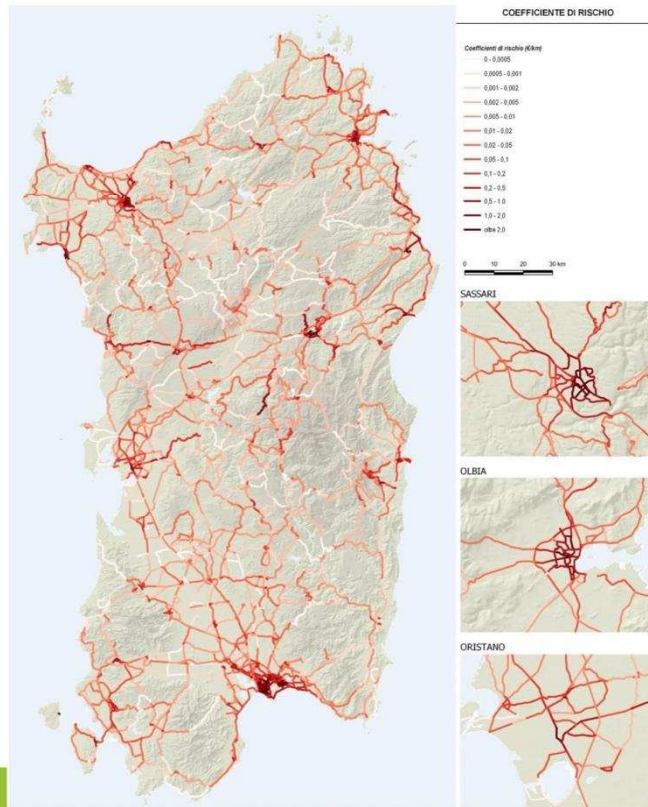 COEFFICIENTE DI RISCHIO
Coefficienti di rischio (€/km)
0 - 0,0005
0,0005 - 0,001
0,001 - 0,002
0,002 - 0,005
0,005 - 0,01
0,01 - 0,02
0,02 - 0,05
0,05 - 0,1
0,1 - 0,2
0,2 - 0,5
0,5 - 1,0
1,0 - 2,0
oltre 2,0
0 10 20 30 km
SASSARI
OLBIA
ORISTANO